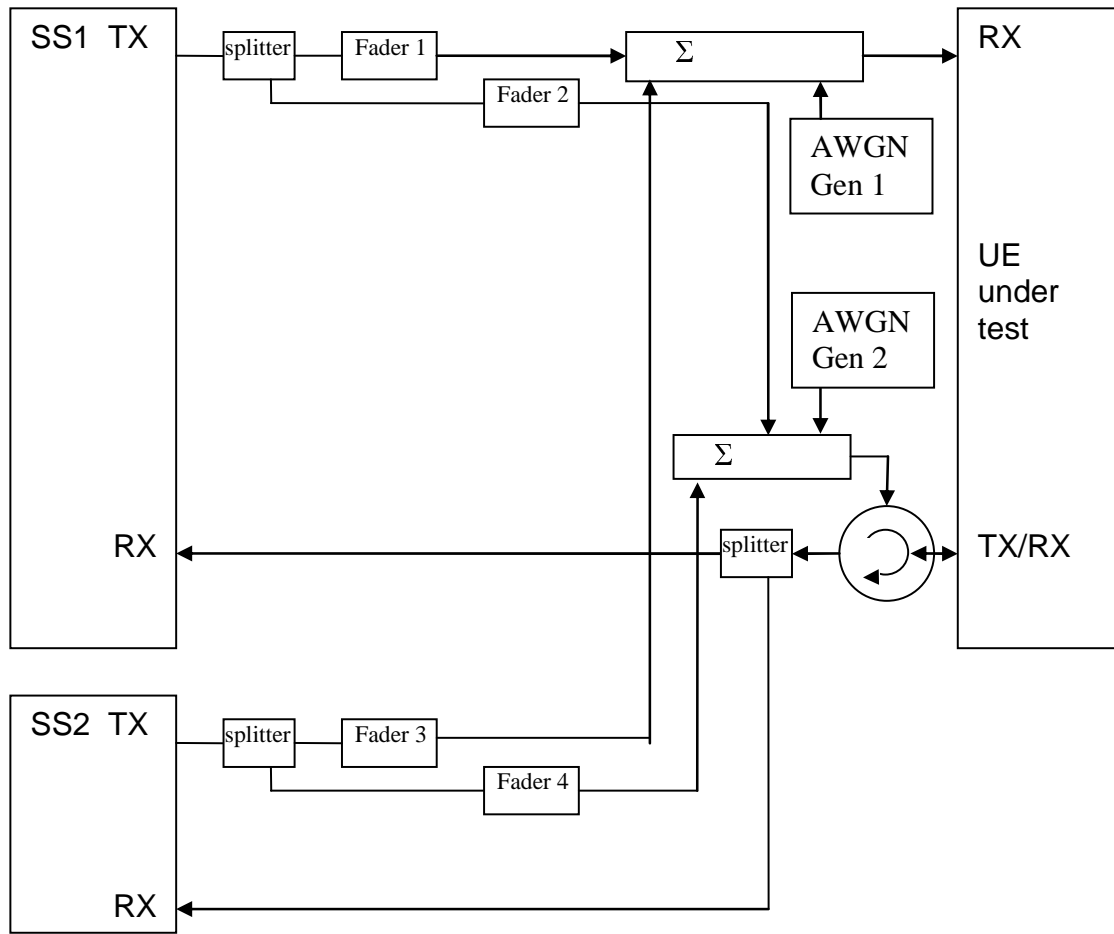 SS1 TX
splitter
Fader 1
Σ
RX
Fader 2
AWGN
Gen 1
UE
under
test
AWGN
Gen 2
Σ
RX
splitter
TX/RX
SS2 TX
splitter
Fader 3
Fader 4
RX